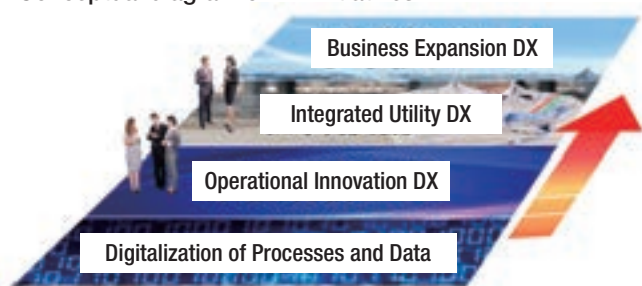 Business Expansion DX
Integrated Utility DX
Operational Innovation DX
Digitalization of Processes and Data